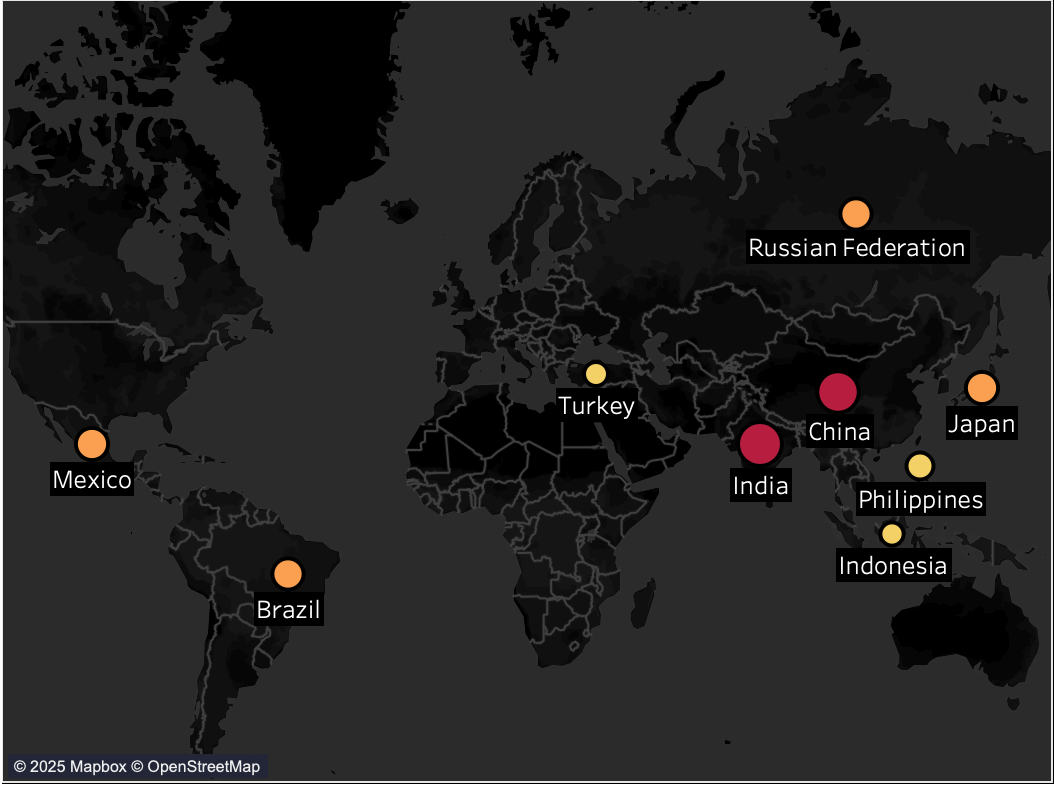 Russian Federation
Turkey
Japan
China
Mexico
India
Philippines
Indonesia
Brazil
© 2025 Mapbox © OpenStreetMap